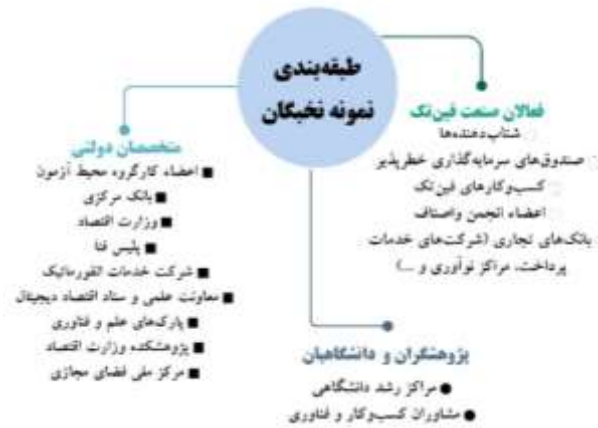 طبقه‌بندی
نمونه نخبگان
فعالان صنعت فین‌تک
شتاب‌دهنده‌ها
صندوق‌های سرمایه‌گذاری خطرپذیر
کسب‌وکارهای فین‌تک
اعضاء انجمن واصناف
بانک‌های تجاری (شرکت‌های خدمات
پرداخت، مراکز نوآوری و ...)
متخصصان دولتی
■ اعضاء کارگروه محیط آزمون
■ بانک مرکزی
■ وزارت اقتصاد
■ پلیس فتا
■ شرکت خدمات انفورماتیک
■ معاونت علمی و ستاد اقتصاد دیجیتال
■ پارک‌های علم و فناوری
■ پژوهشکده وزارت اقتصاد
■ مرکز ملی فضای مجازی
پژوهشگران و دانشگاهیان
● مراکز رشد دانشگاهی
● مشاوران کسب‌وکار و فناوری